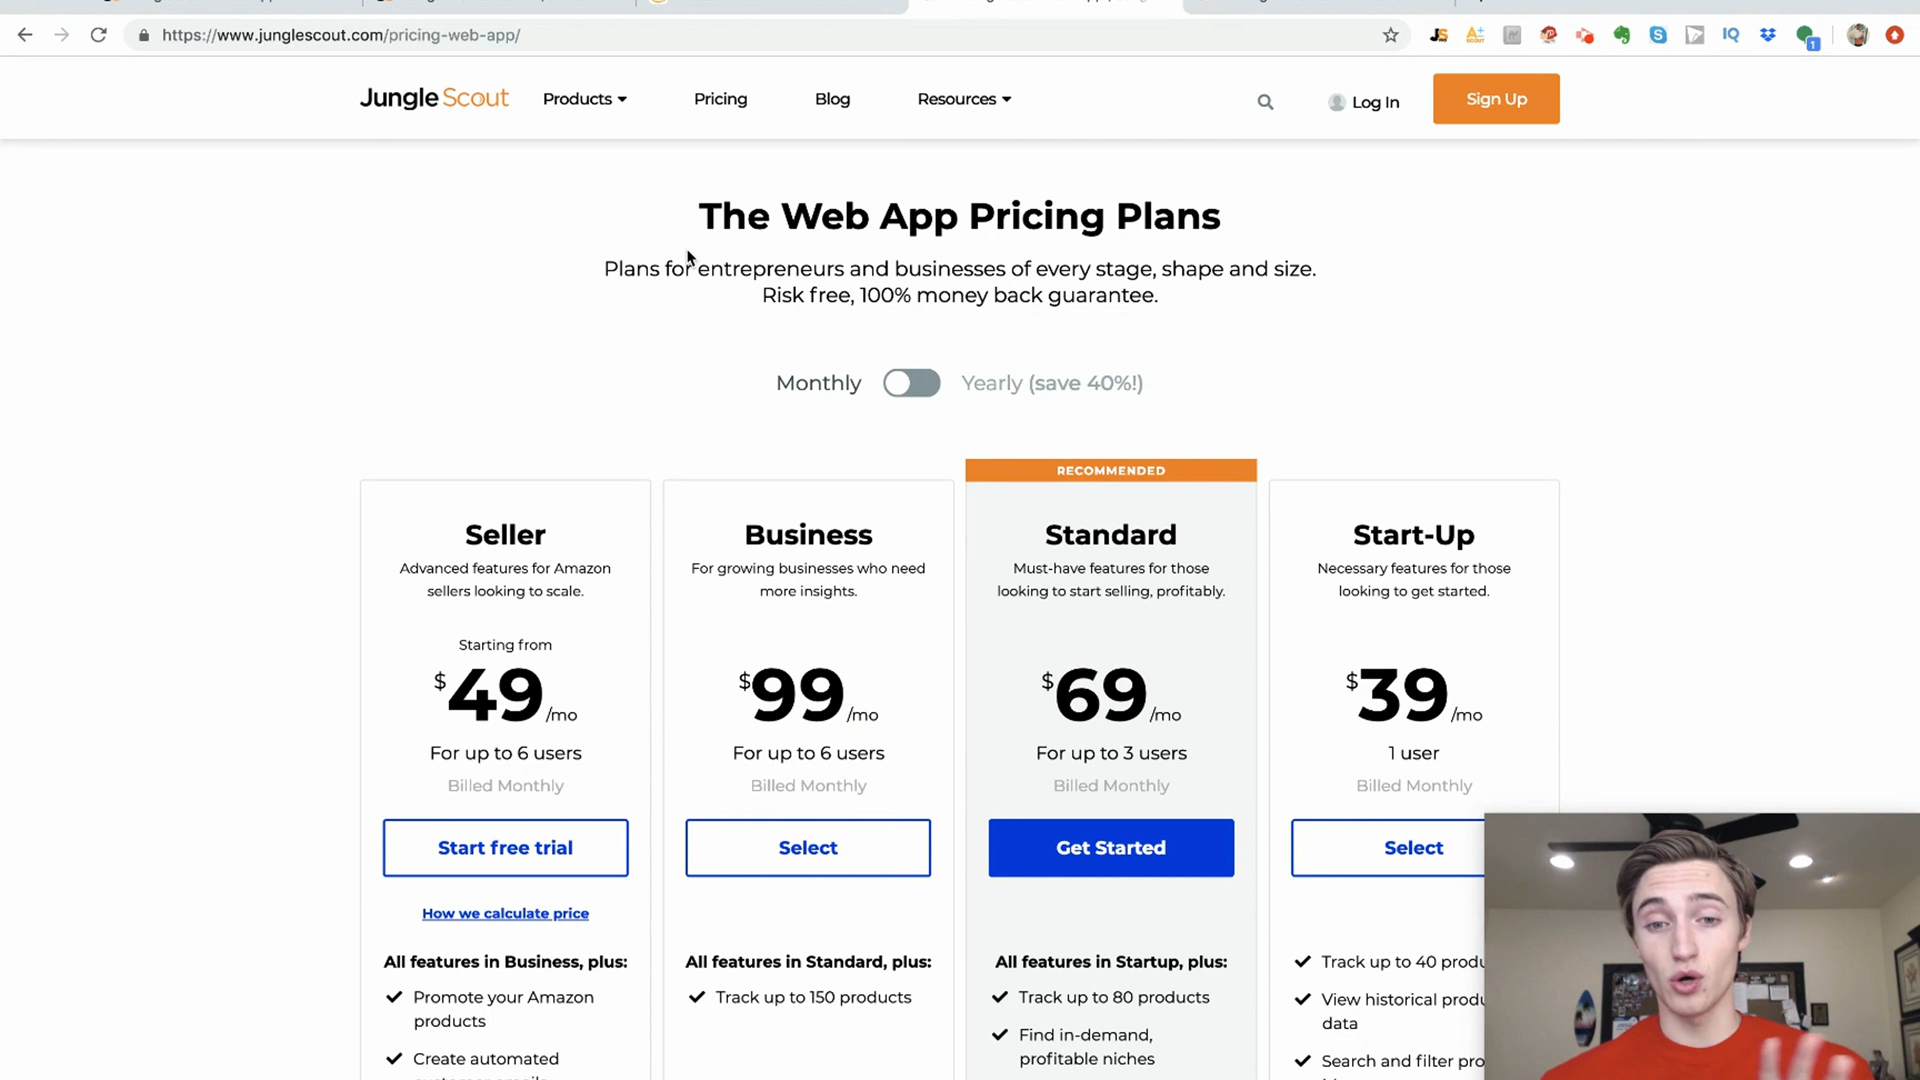 https://www.junglescout.com/pricing-web-app/
IQ
1
Jungle Scout
Products
Pricing
Blog
Resources
Log In
Sign Up
The Web App Pricing Plans
Plans for entrepreneurs and businesses of every stage, shape and size.
Risk free, 100% money back guarantee.
Monthly
Yearly (save 40%!)
RECOMMENDED
Seller
Advanced features for Amazon
sellers looking to scale.
Starting from
$49/mo
For up to 6 users
Billed Monthly
Start free trial
How we calculate price
All features in Business, plus:
Promote your Amazon
products
Create automated
Business
For growing businesses who need
more insights.
$99/mo
For up to 6 users
Billed Monthly
Select
All features in Standard, plus:
Track up to 150 products
Standard
Must-have features for those
looking to start selling, profitably.
$69/mo
For up to 3 users
Billed Monthly
Get Started
All features in Startup, plus:
Track up to 80 products
Find in-demand,
profitable niches
Start-Up
Necessary features for those
looking to get started.
$39/mo
1 user
Billed Monthly
Select
Track up to 40 produ
View historical produ
data
Search and filter pro